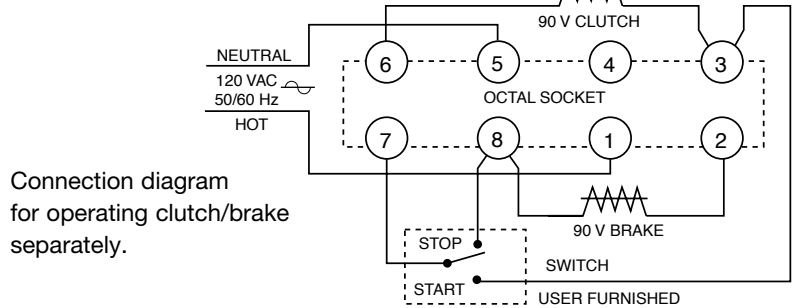 90 V CLUTCH
NEUTRAL
6 5 4 3
120 VAC
50/60 Hz
OCTAL SOCKET
HOT
7 8 1 2
Connection diagram
for operating clutch/brake
separately.
90 V BRAKE
STOP
SWITCH
START
USER FURNISHED